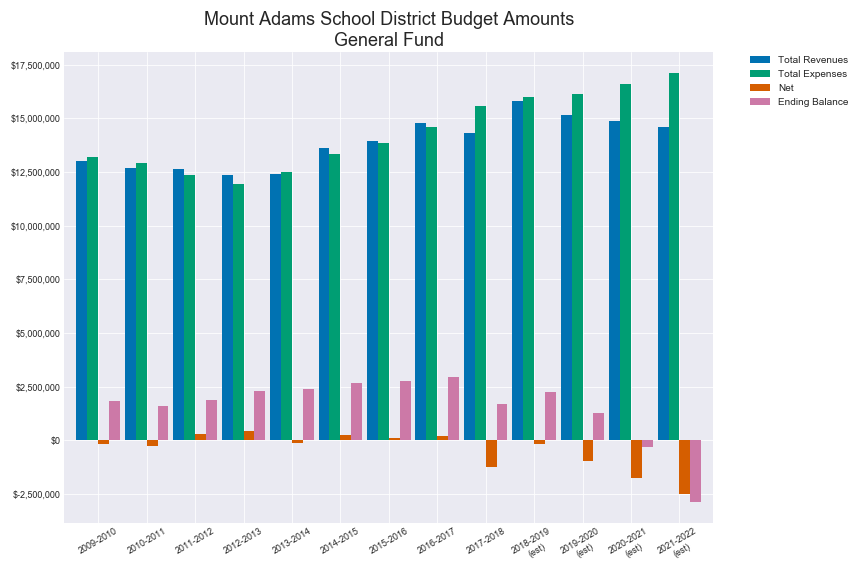 Mount Adams School District Budget Amounts
General Fund
Total Revenues
Total Expenses
Net
Ending Balance
$17,500,000
$15,000,000
$12,500,000
$10,000,000
$7,500,000
$5,000,000
$2,500,000
$0
$-2,500,000
2009-2010
2010-2011
2011-2012
2012-2013
2013-2014
2014-2015
2015-2016
2016-2017
2017-2018
2018-2019
(est)
2019-2020
(est)
2020-2021
(est)
2021-2022
(est)